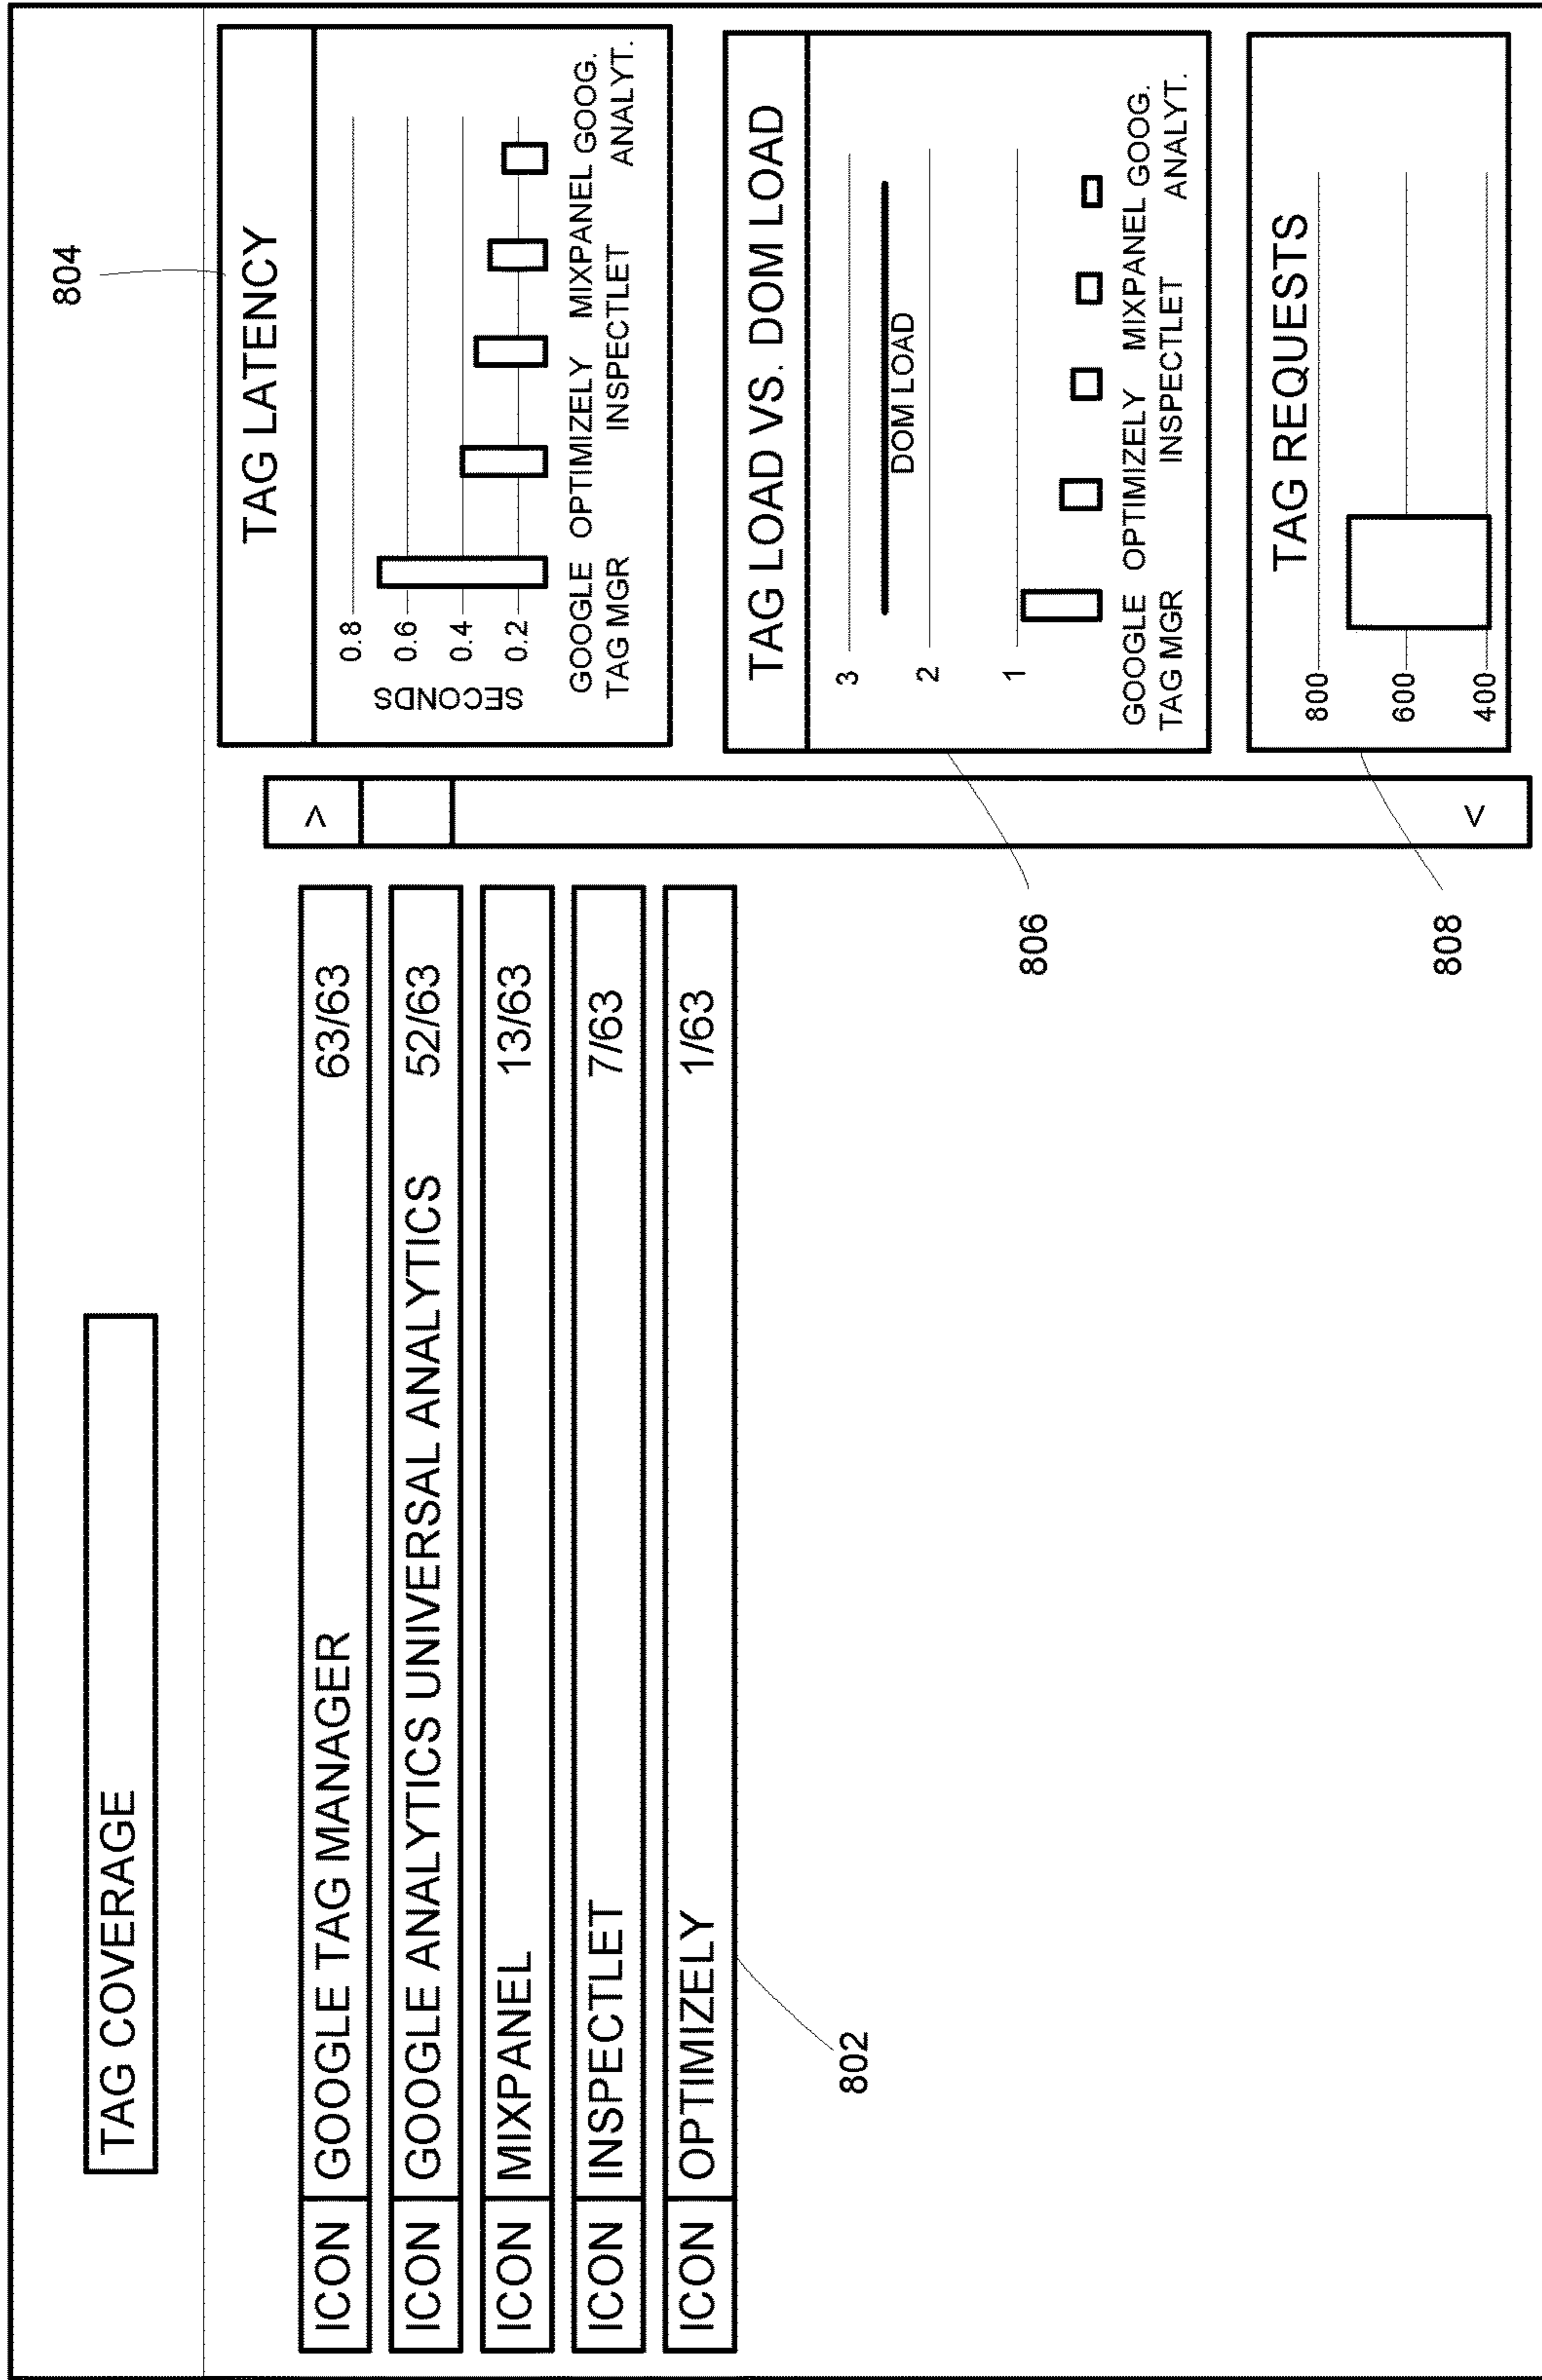 804
TAG COVERAGE
ICON GOOGLE TAG MANAGER 63/63
ICON GOOGLE ANALYTICS UNIVERSAL ANALYTICS 52/63
ICON MIXPANEL 13/63
ICON INSPECTLET 7/63
ICON OPTIMIZELY 1/63
802
>
<
TAG LATENCY
SECONDS
0.8
0.6
0.4
0.2
GOOGLE OPTIMIZELY MIXPANEL GOOG.
TAG MGR INSPECTLET ANALYT.
TAG LOAD VS. DOM LOAD
3
DOM LOAD
2
1
GOOGLE OPTIMIZELY MIXPANEL GOOG.
TAG MGR INSPECTLET ANALYT.
806
TAG REQUESTS
800
600
400
808